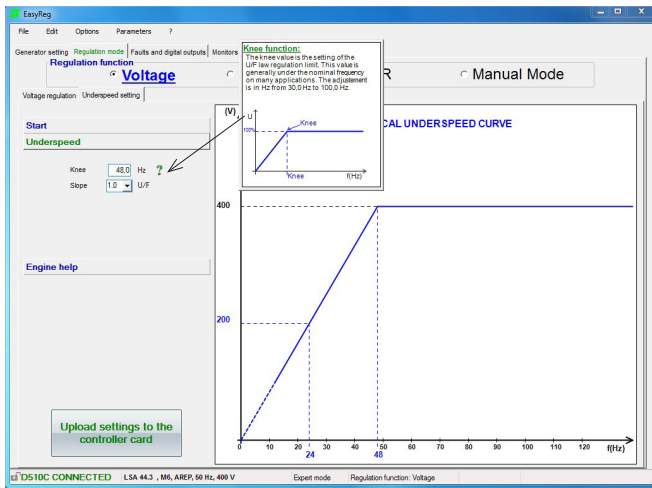 EasyReg
File Edit Options Parameters ?
Generator setting Regulation mode Faults and digital outputs Monitors
Regulation function
Voltage
R
Manual Mode
Voltage regulation Underspeed setting
Knee function:
The knee value is the setting of the
U/F law regulation limit. This value is
generally under the nominal frequency
on many applications. The adjustement
is in Hz from 30,0 Hz to 100,0 Hz.
U
Knee
100%
Knee
f(Hz)
Start
Underspeed
Knee 48,0 Hz ?
Slope 1.0 U/F
Engine help
Upload settings to the
controller card
(V)
CAL UNDERSPEED CURVE
400
200
0 10 20 30 40 50 60 70 80 90 100 110 120 f(Hz)
24 48
D510C CONNECTED LSA 44.3 , M6, AREP, 50 Hz, 400 V Expert mode Regulation function: Voltage